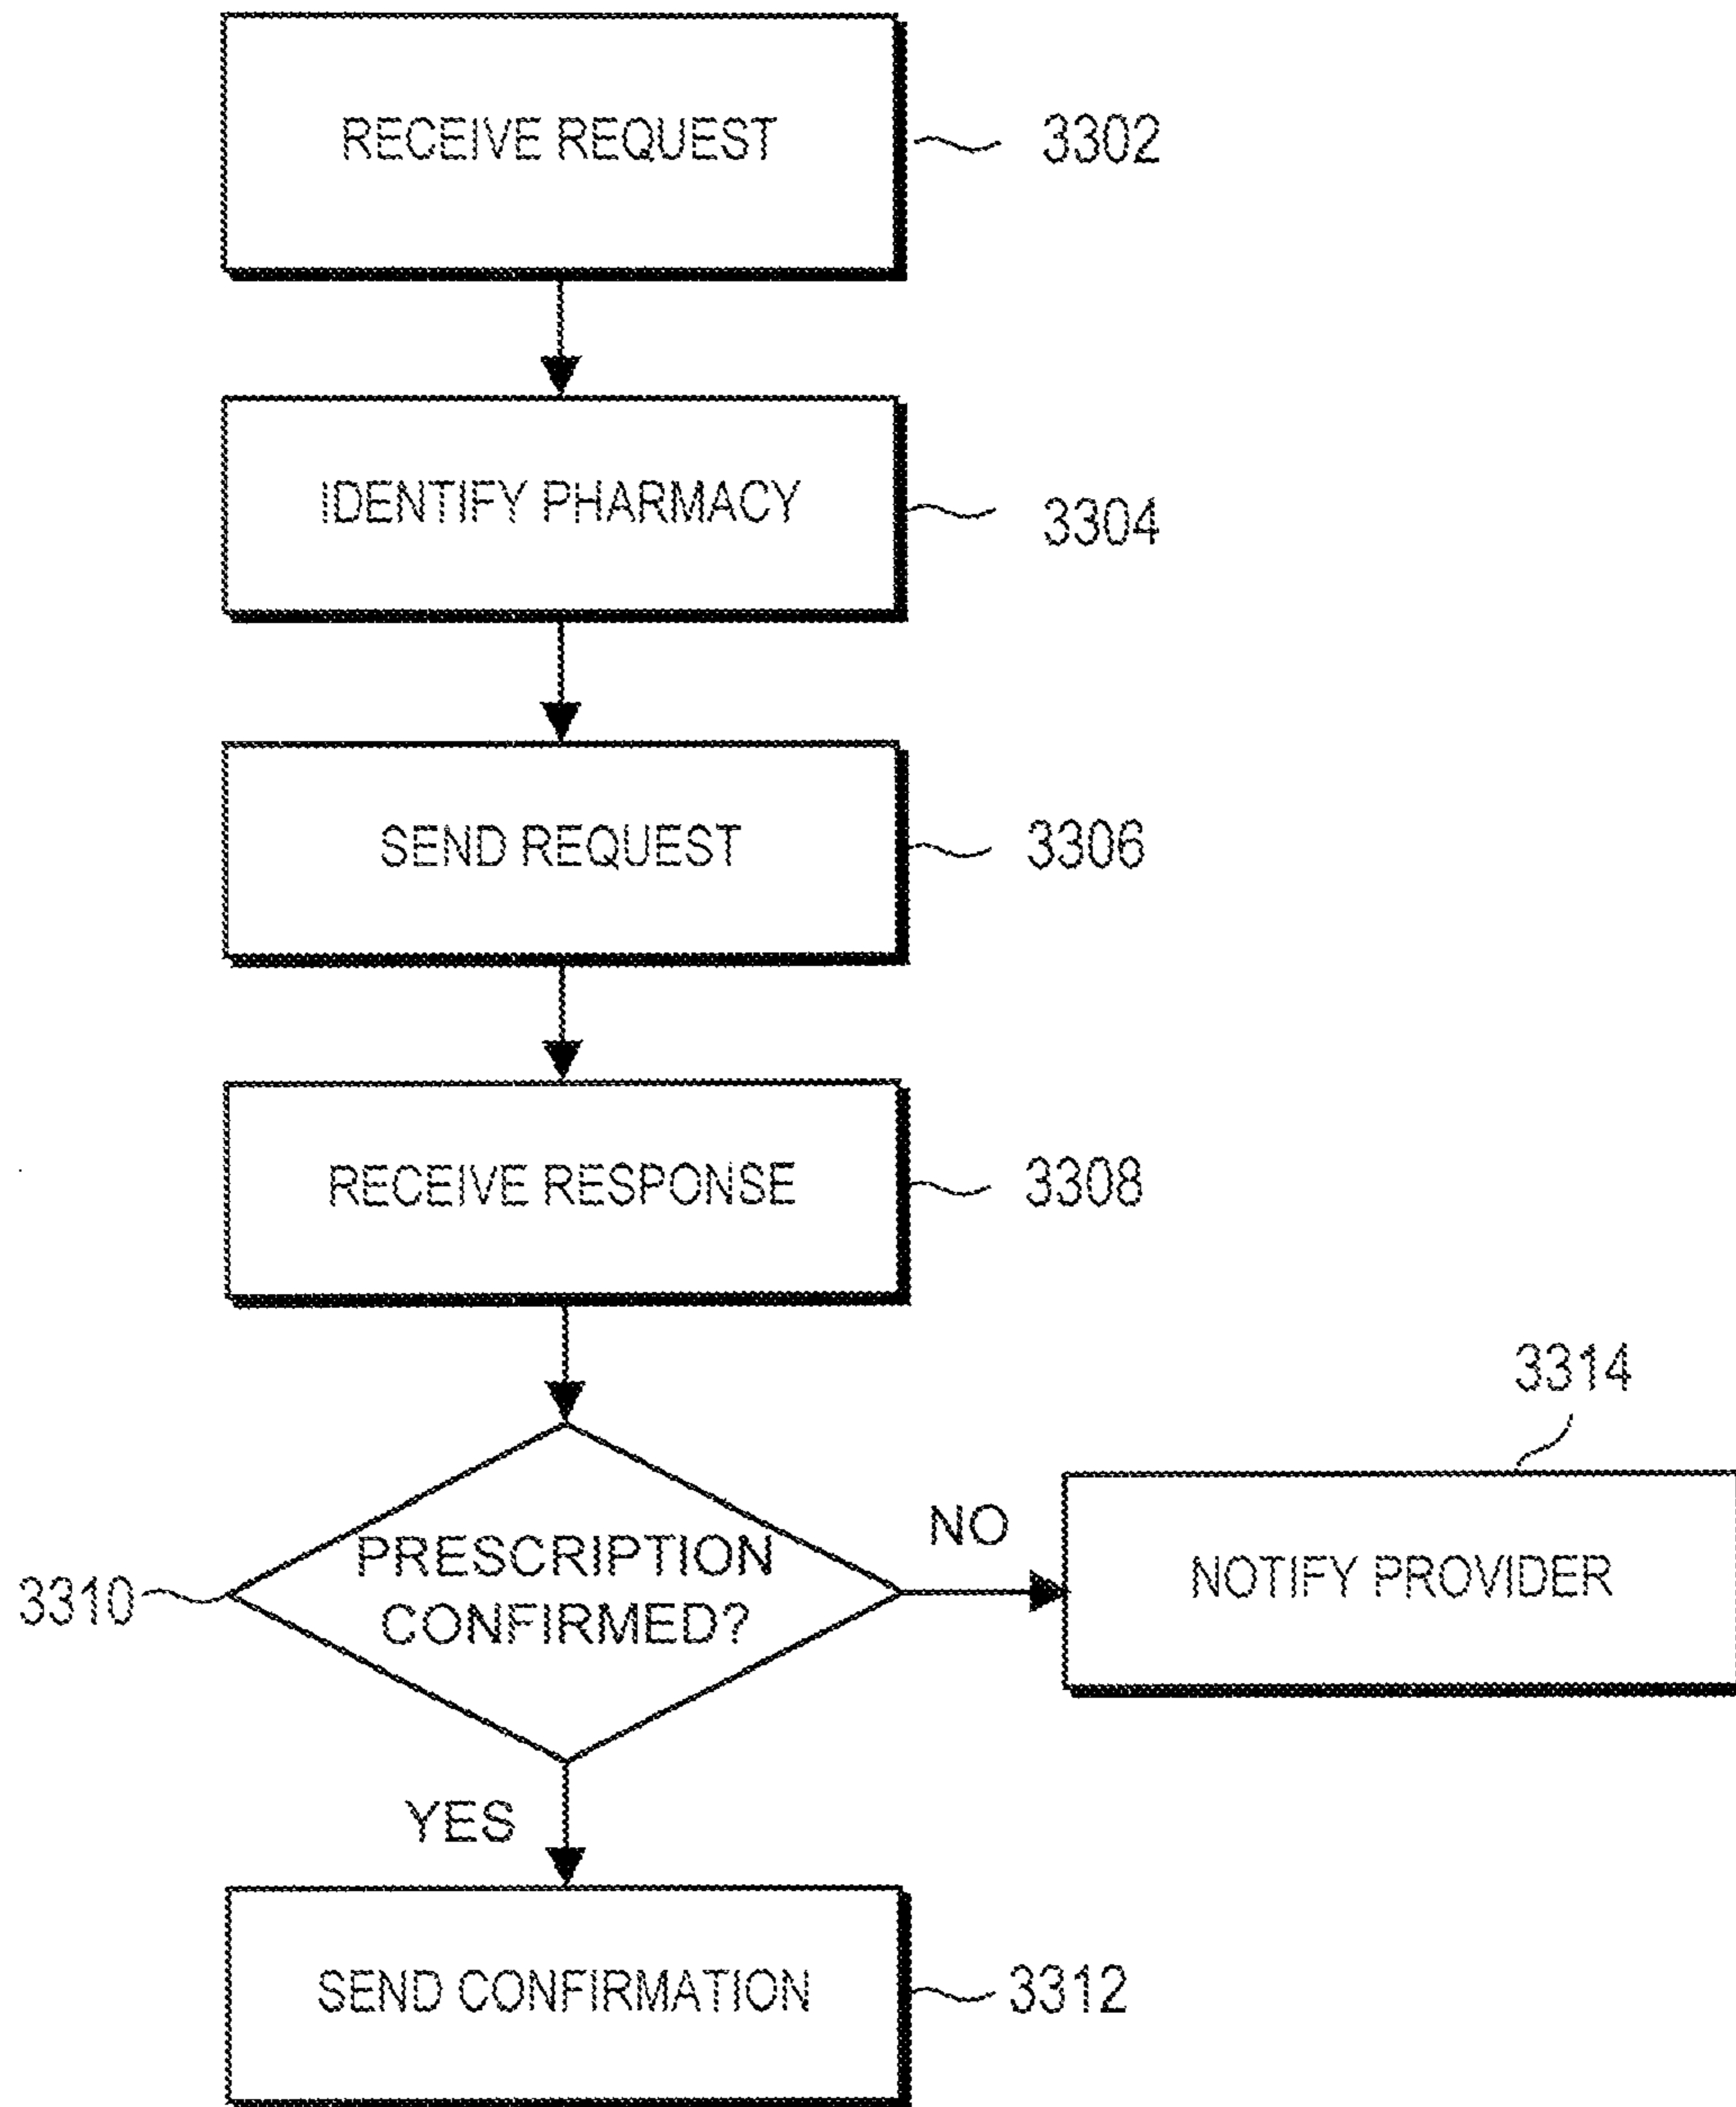 RECEIVE REQUEST
3302
IDENTIFY PHARMACY
3304
SEND REQUEST
3306
RECEIVE RESPONSE
3308
3314
PRESCRIPTION
CONFIRMED?
3310
NO
NOTIFY PROVIDER
YES
SEND CONFIRMATION
3312